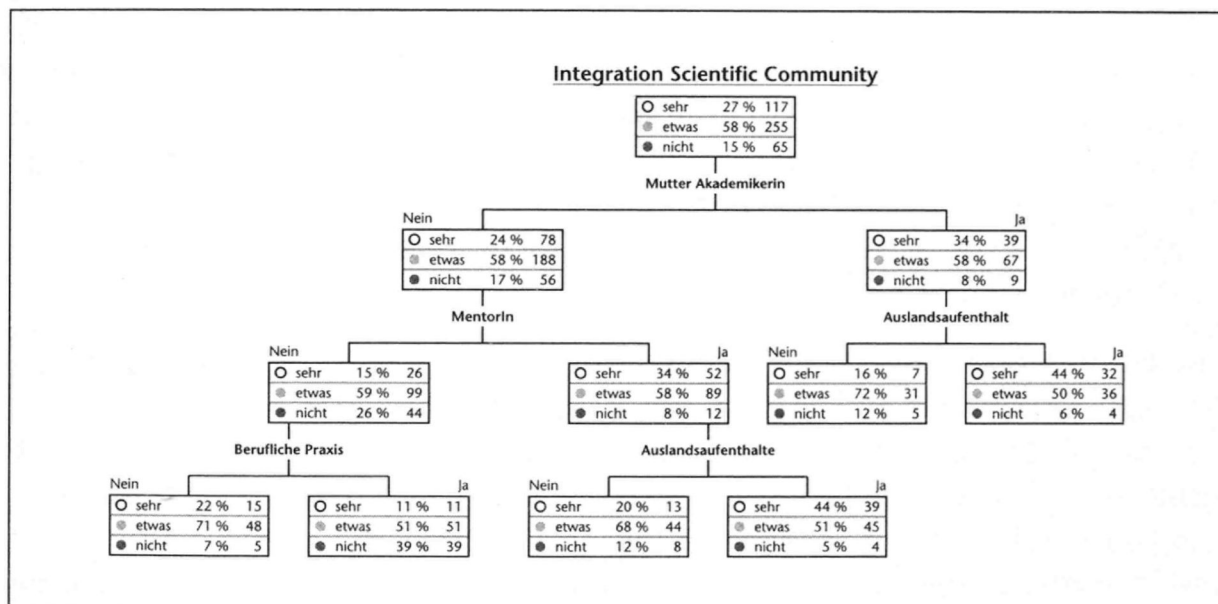 Integration Scientific Community
sehr 27 % 117
etwas 58 % 255
nicht 15 % 65
Mutter Akademikerin
Nein
sehr 24 % 78
etwas 58 % 188
nicht 17 % 56
Ja
sehr 34 % 39
etwas 58 % 67
nicht 8 % 9
MentorIn
Nein
sehr 15 % 26
etwas 59 % 99
nicht 26 % 44
Ja
sehr 34 % 52
etwas 58 % 89
nicht 8 % 12
Auslandsaufenthalt
Nein
sehr 16 % 7
etwas 72 % 31
nicht 12 % 5
Ja
sehr 44 % 32
etwas 50 % 36
nicht 6 % 4
Berufliche Praxis
Nein
sehr 22 % 15
etwas 71 % 48
nicht 7 % 5
Ja
sehr 11 % 11
etwas 51 % 51
nicht 39 % 39
Auslandsaufenthalte
Nein
sehr 20 % 13
etwas 68 % 44
nicht 12 % 8
Ja
sehr 44 % 39
etwas 51 % 45
nicht 5 % 4